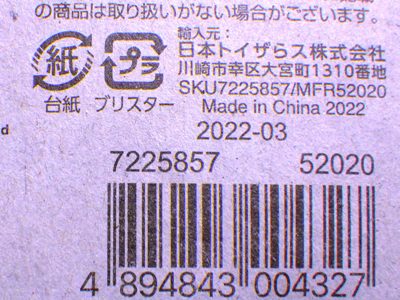 の商品は取り扱いがない場合がございます。
輸入元:
日本トイザらス株式会社
川崎市幸区大宮町1310番地
SKU7225857/MFR52020
Made in China 2022
紙 プラ
台紙 ブリスター
d
2022-03
7225857 52020
4 894843 004327